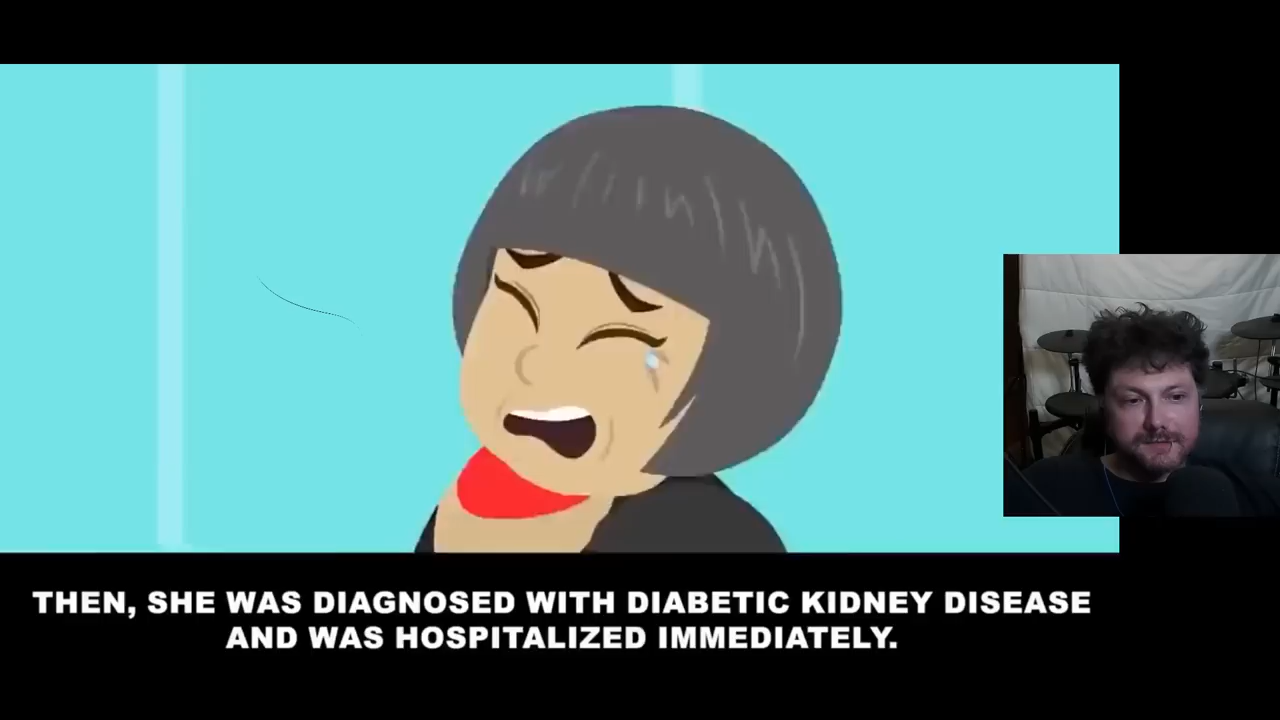 THEN, SHE WAS DIAGNOSED WITH DIABETIC KIDNEY DISEASE
AND WAS HOSPITALIZED IMMEDIATELY.